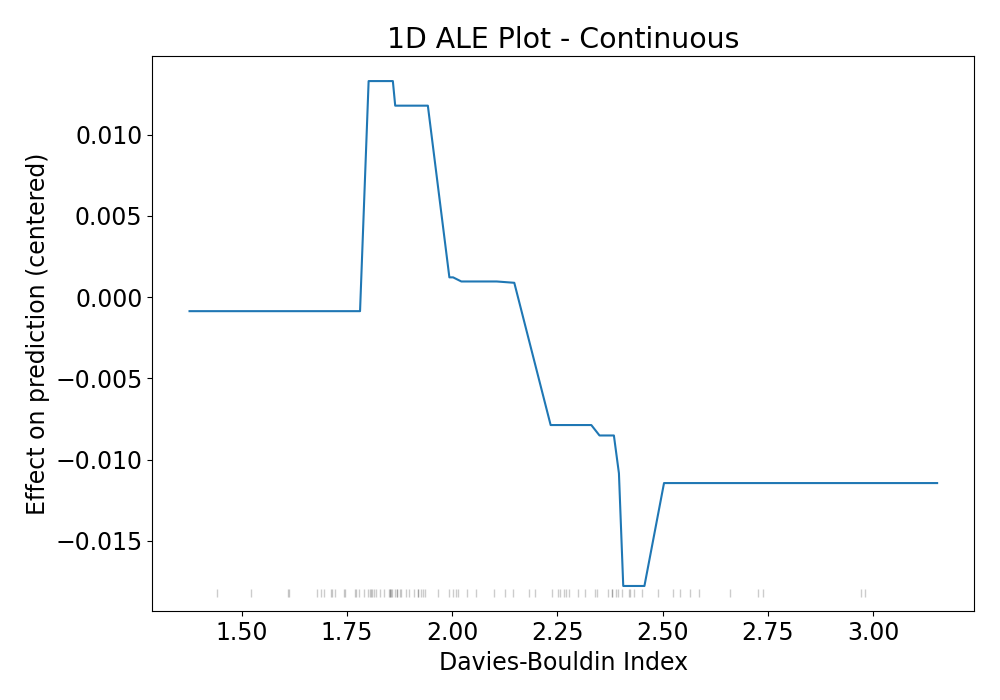 1D ALE Plot - Continuous
Effect on prediction (centered)
0.010
0.005
0.000
−0.005
−0.010
−0.015
1.50 1.75 2.00 2.25 2.50 2.75 3.00
Davies-Bouldin Index